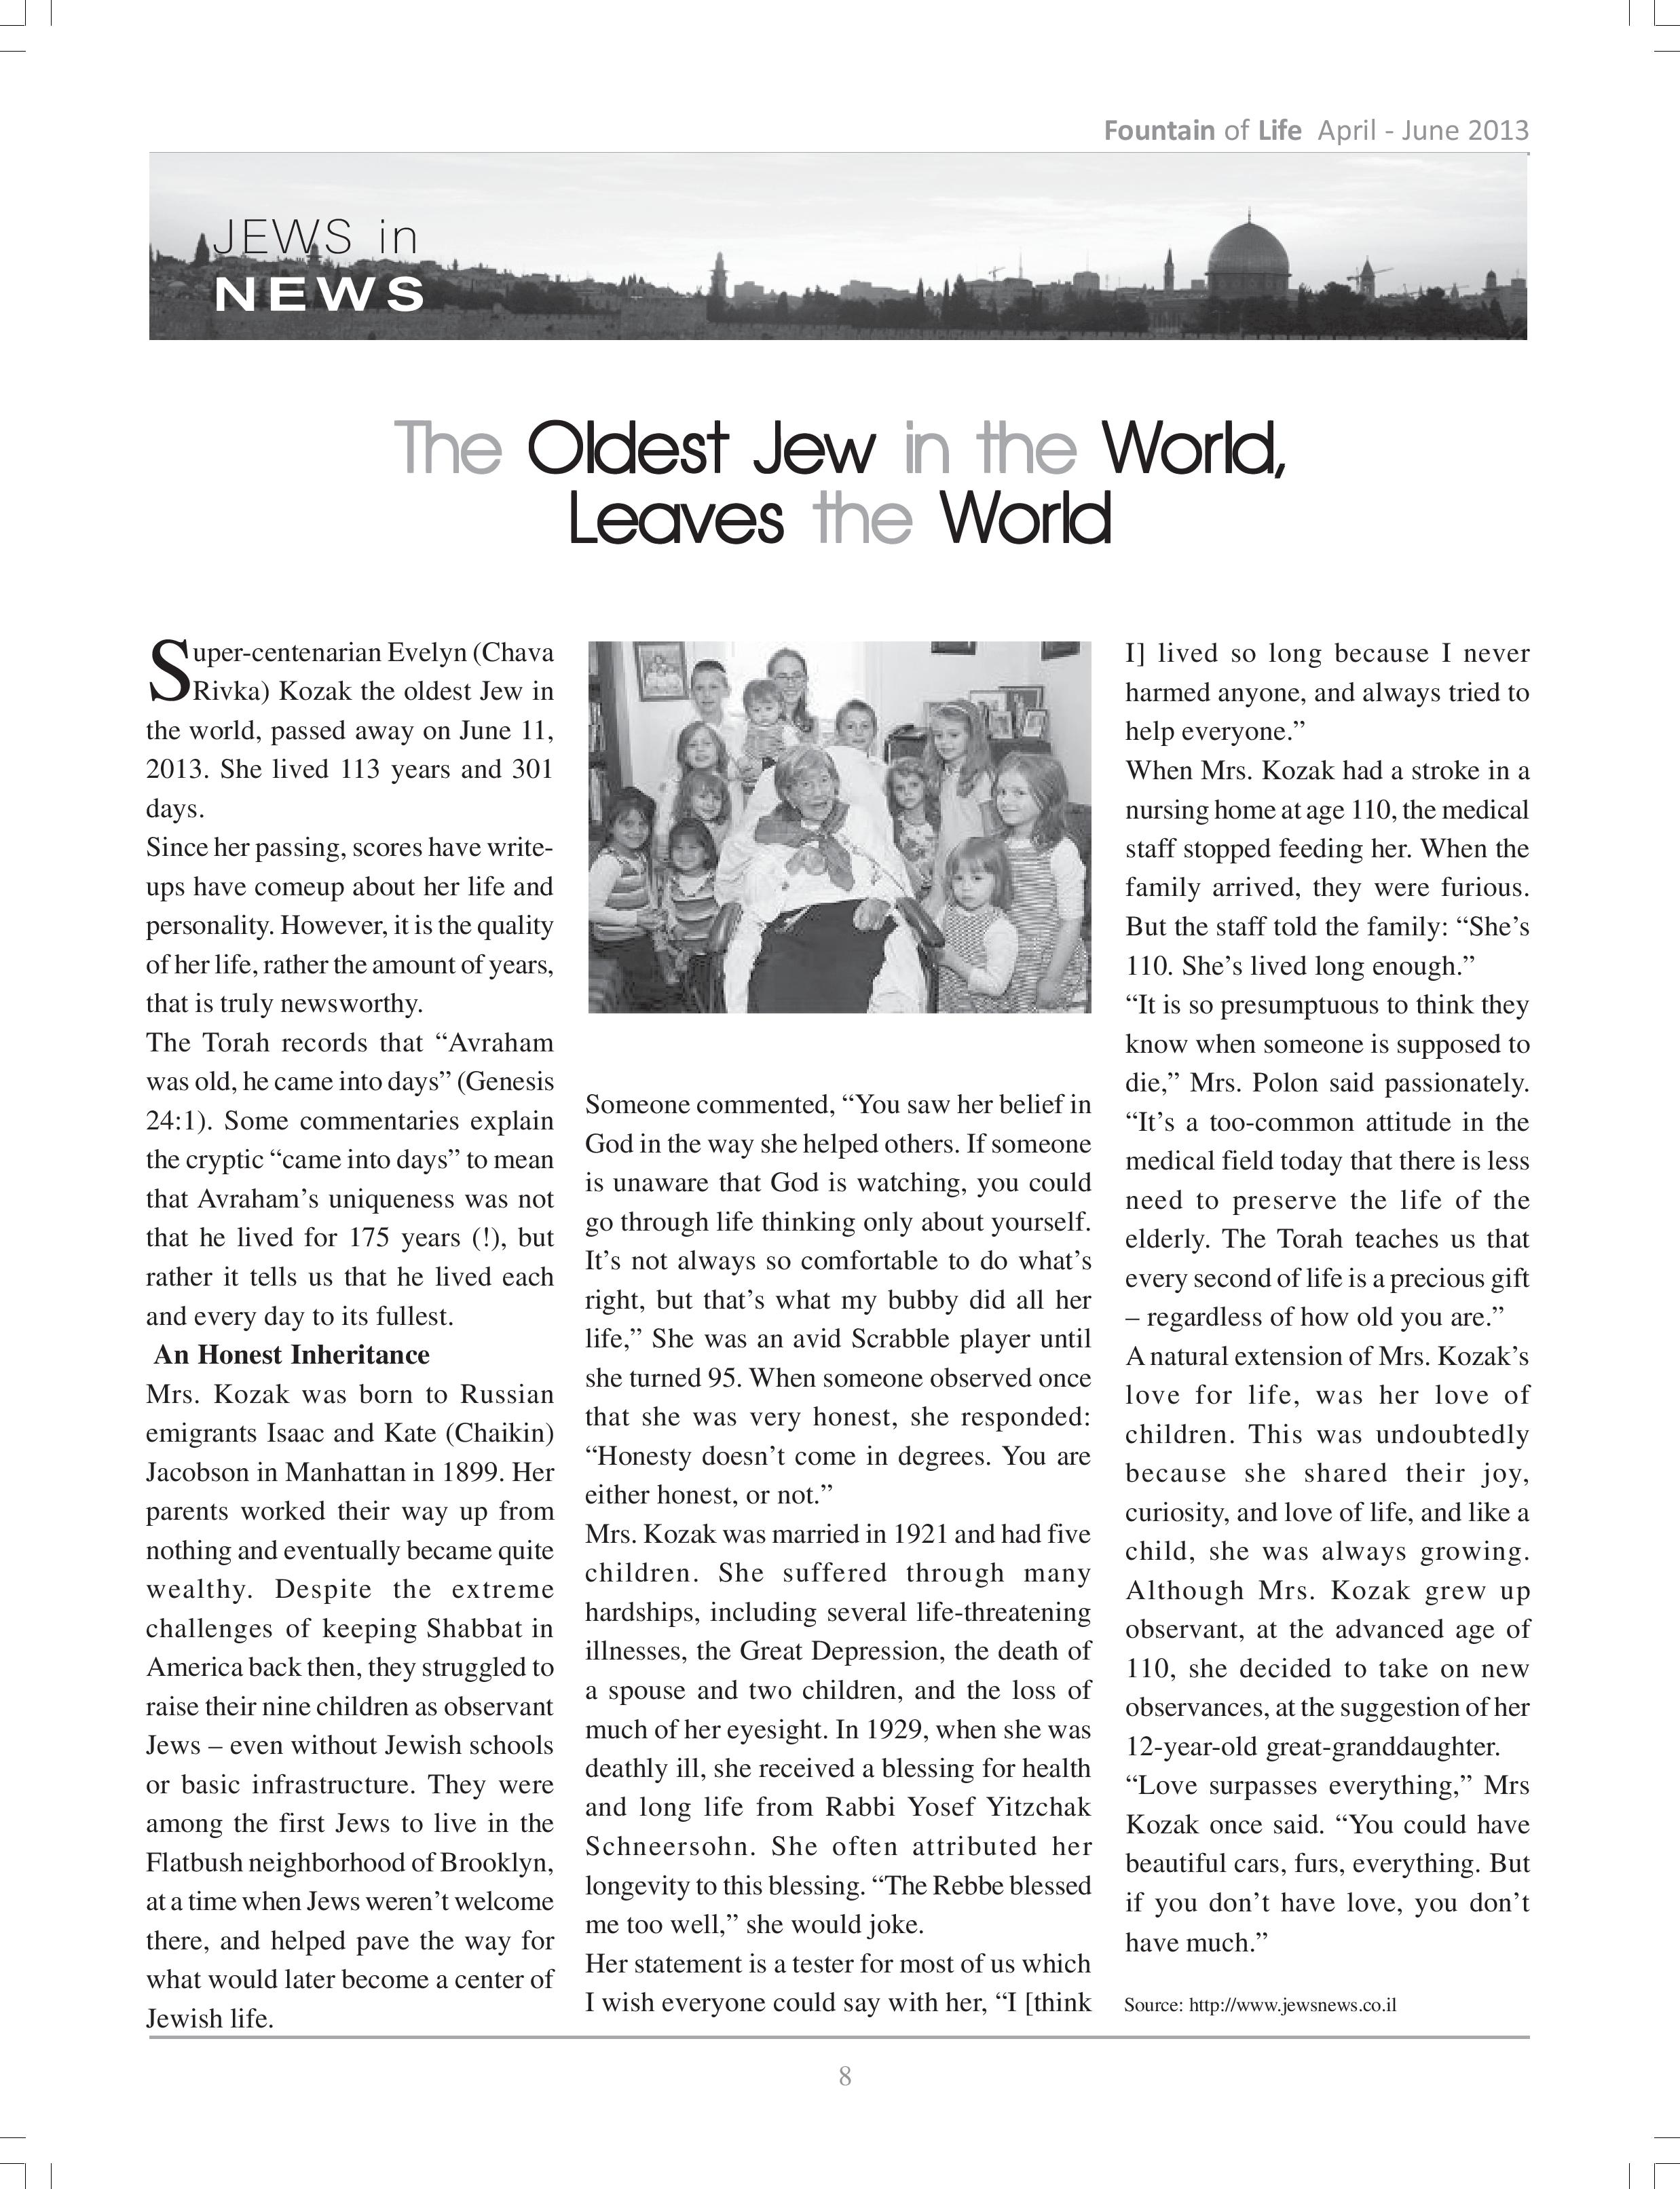 Fountain of Life April - June 2013
JEWS in
NEWS
The Oldest Jew in the World,
Leaves the World
Super-centenarian Evelyn (Chava
Rivka) Kozak the oldest Jew in
the world, passed away on June 11,
2013. She lived 113 years and 301
days.
Since her passing, scores have write-
ups have comeup about her life and
personality. However, it is the quality
of her life, rather the amount of years,
that is truly newsworthy.
The Torah records that “Avraham
was old, he came into days” (Genesis
24:1). Some commentaries explain
the cryptic “came into days” to mean
that Avraham’s uniqueness was not
that he lived for 175 years (!), but
rather it tells us that he lived each
and every day to its fullest.
An Honest Inheritance
Mrs. Kozak was born to Russian
emigrants Isaac and Kate (Chaikin)
Jacobson in Manhattan in 1899. Her
parents worked their way up from
nothing and eventually became quite
wealthy. Despite the extreme
challenges of keeping Shabbat in
America back then, they struggled to
raise their nine children as observant
Jews – even without Jewish schools
or basic infrastructure. They were
among the first Jews to live in the
Flatbush neighborhood of Brooklyn,
at a time when Jews weren’t welcome
there, and helped pave the way for
what would later become a center of
Jewish life.
Someone commented, “You saw her belief in
God in the way she helped others. If someone
is unaware that God is watching, you could
go through life thinking only about yourself.
It’s not always so comfortable to do what’s
right, but that’s what my bubby did all her
life,” She was an avid Scrabble player until
she turned 95. When someone observed once
that she was very honest, she responded:
“Honesty doesn’t come in degrees. You are
either honest, or not.”
Mrs. Kozak was married in 1921 and had five
children. She suffered through many
hardships, including several life-threatening
illnesses, the Great Depression, the death of
a spouse and two children, and the loss of
much of her eyesight. In 1929, when she was
deathly ill, she received a blessing for health
and long life from Rabbi Yosef Yitzchak
Schneersohn. She often attributed her
longevity to this blessing. “The Rebbe blessed
me too well,” she would joke.
Her statement is a tester for most of us which
I wish everyone could say with her, “I [think
I] lived so long because I never
harmed anyone, and always tried to
help everyone.”
When Mrs. Kozak had a stroke in a
nursing home at age 110, the medical
staff stopped feeding her. When the
family arrived, they were furious.
But the staff told the family: “She’s
110. She’s lived long enough.”
“It is so presumptuous to think they
know when someone is supposed to
die,” Mrs. Polon said passionately.
“It’s a too-common attitude in the
medical field today that there is less
need to preserve the life of the
elderly. The Torah teaches us that
every second of life is a precious gift
– regardless of how old you are.”
A natural extension of Mrs. Kozak’s
love for life, was her love of
children. This was undoubtedly
because she shared their joy,
curiosity, and love of life, and like a
child, she was always growing.
Although Mrs. Kozak grew up
observant, at the advanced age of
110, she decided to take on new
observances, at the suggestion of her
12-year-old great-granddaughter.
“Love surpasses everything,” Mrs
Kozak once said. “You could have
beautiful cars, furs, everything. But
if you don’t have love, you don’t
have much.”
Source: http://www.jewsnews.co.il
8